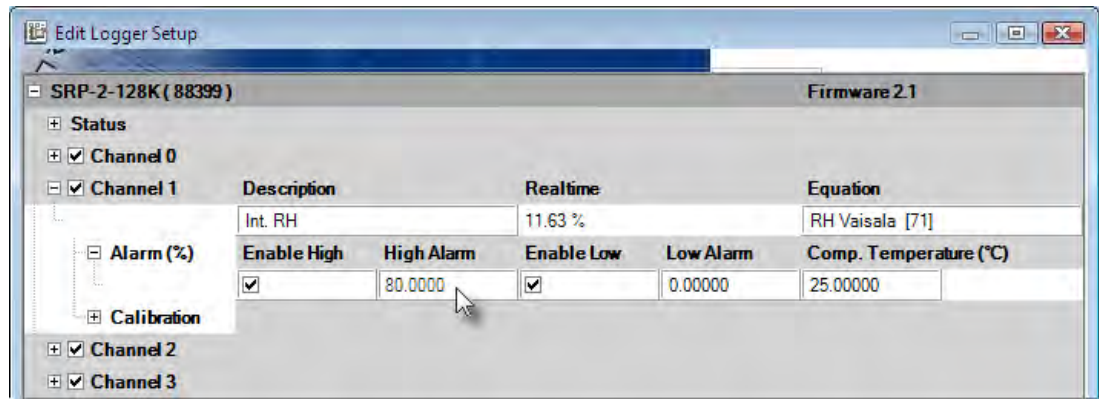 Edit Logger Setup
SRP-2-128K ( 88399 ) Firmware 2.1
Status
Channel 0
Channel 1 Description Realtime Equation
Int. RH 11.63 % RH Vaisala [71]
Alarm (%) Enable High High Alarm Enable Low Low Alarm Comp. Temperature (°C)
80.0000 0.00000 25.00000
Calibration
Channel 2
Channel 3